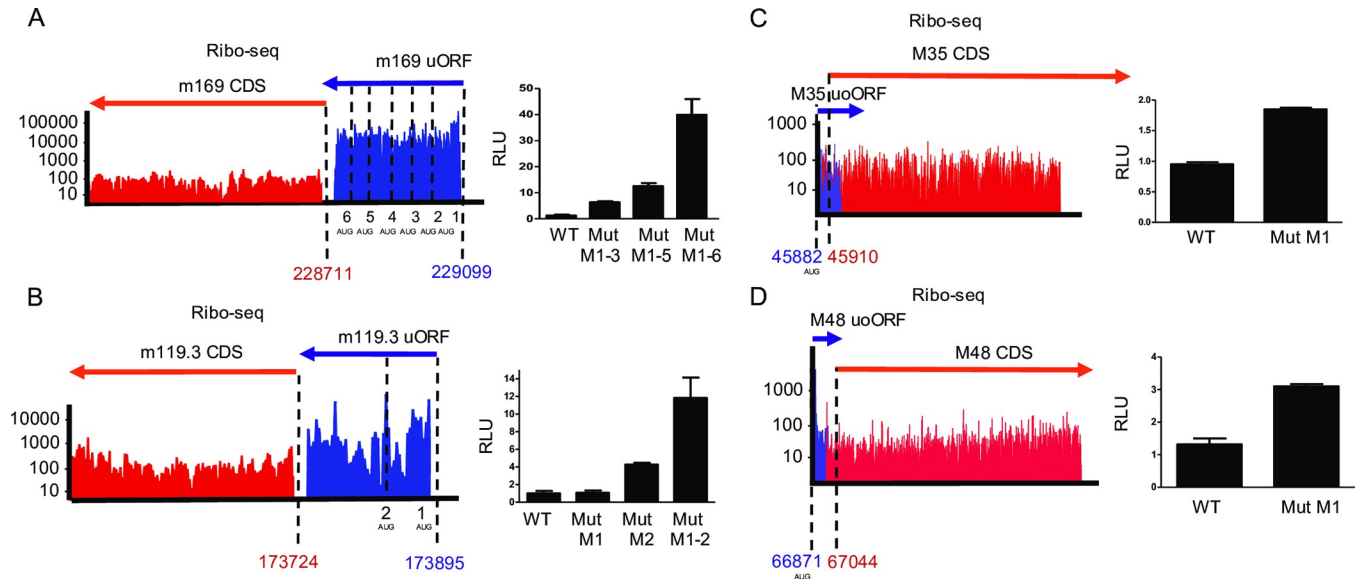 A
Ribo-seq
m169 uORF
m169 CDS
100000
10000
1000
10
6 5 4 3 2 1
AUG AUG AUG AUG AUG AUG
228711
229099
RLU
50
40
30
20
10
0
WT
Mut M1-3
Mut M1-5
Mut M1-6
B
Ribo-seq
m119.3 uORF
m119.3 CDS
10000
1000
100
10
2 1
AUG AUG
173724
173895
RLU
14
12
10
8
6
4
2
0
WT
Mut M1
Mut M2
Mut M1-2
C
Ribo-seq
M35 CDS
M35 uoORF
1000
100
10
45882
45910
AUG
RLU
2.0
1.5
1.0
0.5
0.0
WT
Mut M1
D
Ribo-seq
M48 uoORF
M48 CDS
1000
100
10
66871
67044
AUG
RLU
4
3
2
1
0
WT
Mut M1